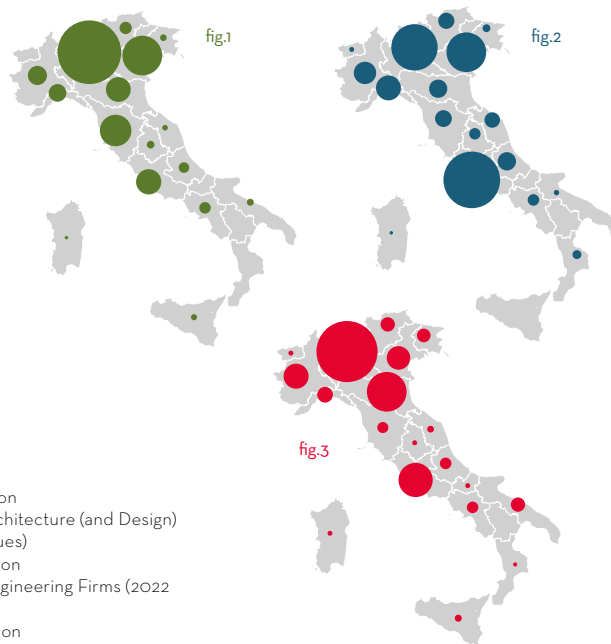 fig.1
fig.2
fig.3
on
chitecture (and Design)
ues)
on
gineering Firms (2022
on